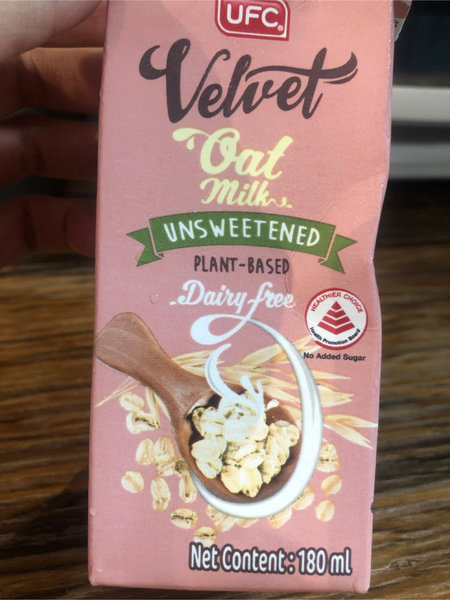 UFC
Velvet
Oat
Milk
UNSWEETENED
PLANT-BASED
Dairy-free
HEALTHIER CHOICE
Health Promotion Board
No Added Sugar
Net Content : 180 ml